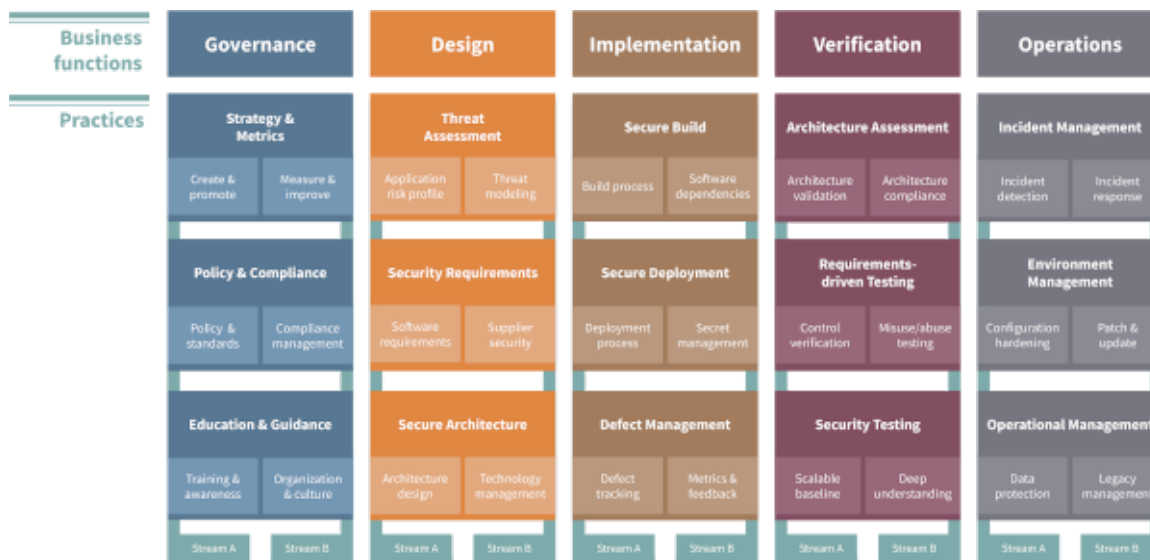 Business
functions
Governance
Design
Implementation
Verification
Operations
Practices
Strategy &
Metrics
Threat
Assessment
Secure Build
Architecture Assessment
Incident Management
Create &
promote
Measure &
improve
Application
risk profile
Threat
modeling
Build process
Software
dependencies
Architecture
validation
Architecture
compliance
Incident
detection
Incident
response
Policy & Compliance
Security Requirements
Secure Deployment
Requirements-
driven Testing
Environment
Management
Policy &
standards
Compliance
management
Software
requirements
Supplier
security
Deployment
process
Secret
management
Control
verification
Misuse/abuse
testing
Configuration
hardening
Patch &
update
Education & Guidance
Secure Architecture
Defect Management
Security Testing
Operational Management
Training &
awareness
Organization
& culture
Architecture
design
Technology
management
Defect
tracking
Metrics &
feedback
Scalable
baseline
Deep
understanding
Data
protection
Legacy
management
Stream A
Stream B
Stream A
Stream B
Stream A
Stream B
Stream A
Stream B
Stream A
Stream B